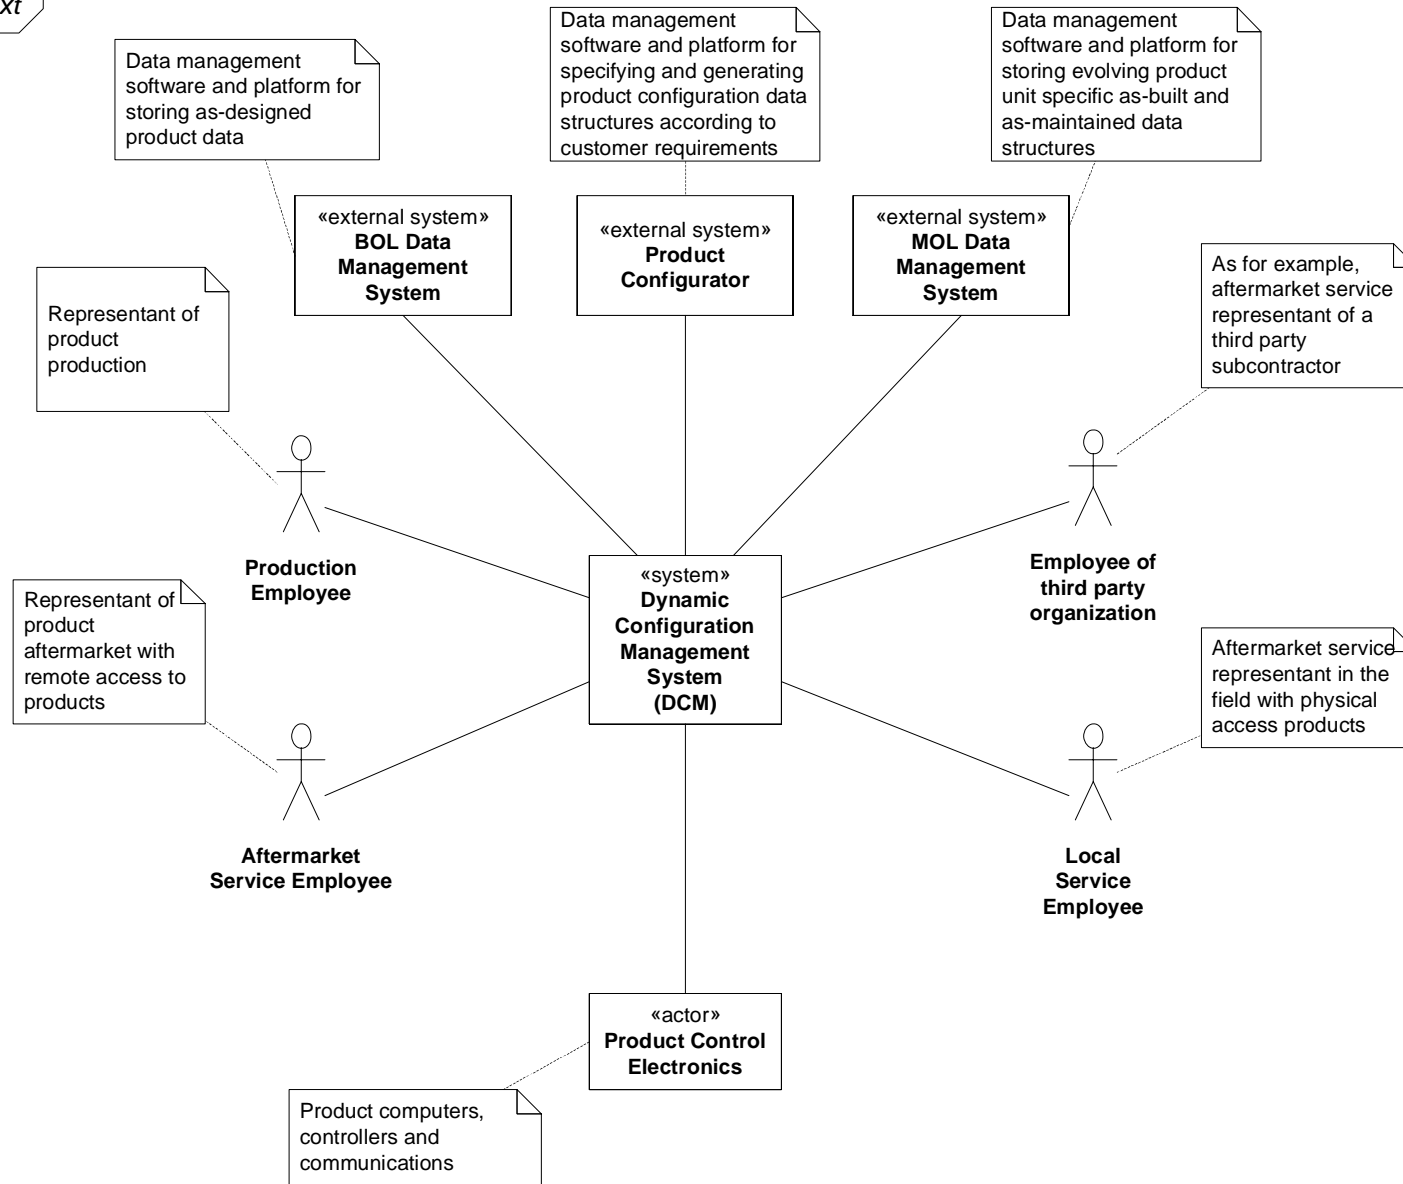 xt
Data management
software and platform for
storing as-designed
product data
Data management
software and platform for
specifying and generating
product configuration data
structures according to
customer requirements
Data management
software and platform for
storing evolving product
unit specific as-built and
as-maintained data
structures
«external system»
BOL Data
Management
System
«external system»
Product
Configurator
«external system»
MOL Data
Management
System
Representant of
product
production
As for example,
aftermarket service
representant of a
third party
subcontractor
Production
Employee
Employee of
third party
organization
«system»
Dynamic
Configuration
Management
System
(DCM)
Representant of
product
aftermarket with
remote access to
products
Aftermarket service
representant in the
field with physical
access products
Aftermarket
Service Employee
Local
Service
Employee
«actor»
Product Control
Electronics
Product computers,
controllers and
communications